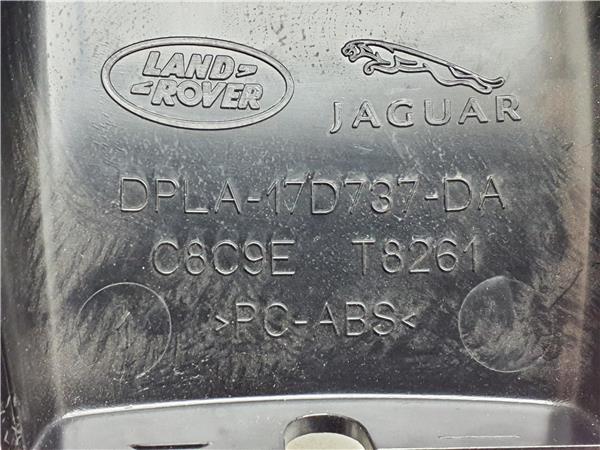 LAND
ROVER
JAGUAR
DPLA-17D737-DA
C8C9E T8261
1 >PC-ABS<